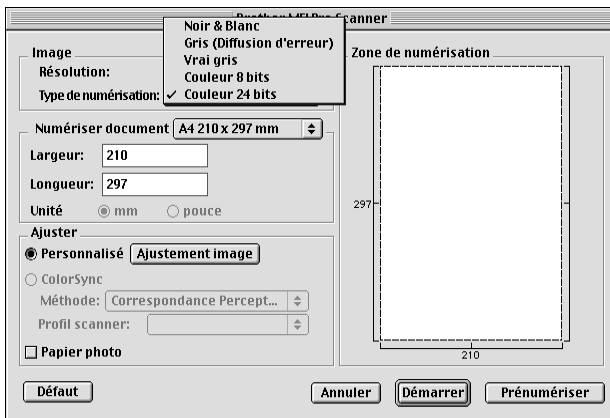 Scanner
Image
Résolution:
Type de numérisation:
Noir & Blanc
Gris (Diffusion d'erreur)
Vrai gris
Couleur 8 bits
✓ Couleur 24 bits
Numériser document A4 210 x 297 mm
Largeur: 210
Longueur: 297
Unité mm pouce
Ajuster
Personnalisé Ajustement image
ColorSync
Méthode: Correspondance Percept...
Profil scanner:
Papier photo
Zone de numérisation
297
210
Défaut
Annuler Démarrer Prénumériser